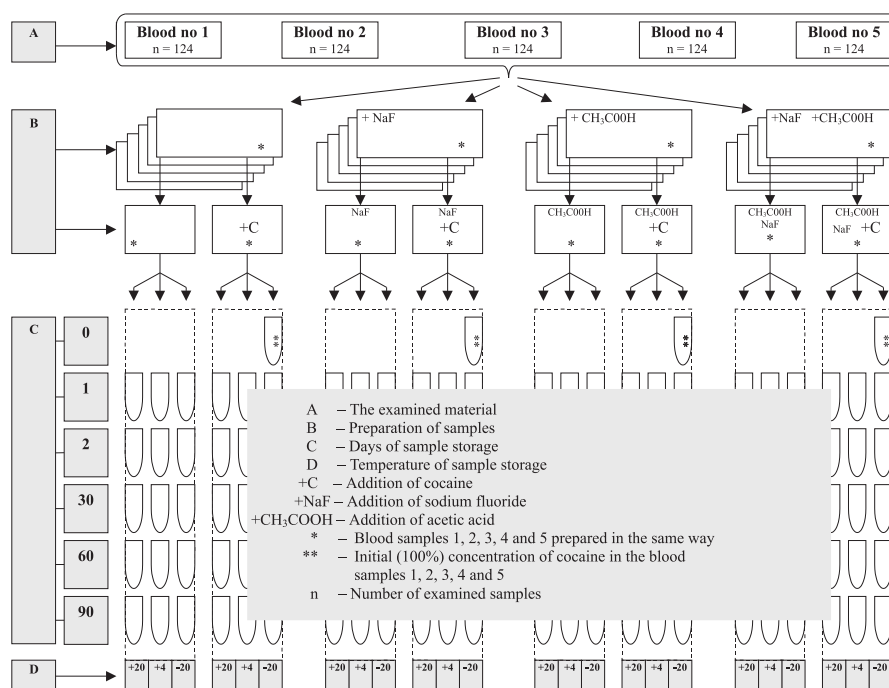 A
Blood no 1
n = 124
Blood no 2
n = 124
Blood no 3
n = 124
Blood no 4
n = 124
Blood no 5
n = 124
B
*
+ NaF
*
+ CH₃C00H
*
+NaF +CH₃C00H
*
*
+C
*
NaF
*
NaF
+C
*
CH₃C00H
*
CH₃C00H
+C
*
CH₃C00H
NaF
*
CH₃C00H
NaF +C
*
C
0
**
**
**
**
1
2
30
60
90
A – The examined material
B – Preparation of samples
C – Days of sample storage
D – Temperature of sample storage
+C – Addition of cocaine
+NaF – Addition of sodium fluoride
+CH₃COOH – Addition of acetic acid
* – Blood samples 1, 2, 3, 4 and 5 prepared in the same way
** – Initial (100%) concentration of cocaine in the blood
samples 1, 2, 3, 4 and 5
n – Number of examined samples
D
+20 +4 -20 +20 +4 -20 +20 +4 -20 +20 +4 -20 +20 +4 -20 +20 +4 -20 +20 +4 -20 +20 +4 -20